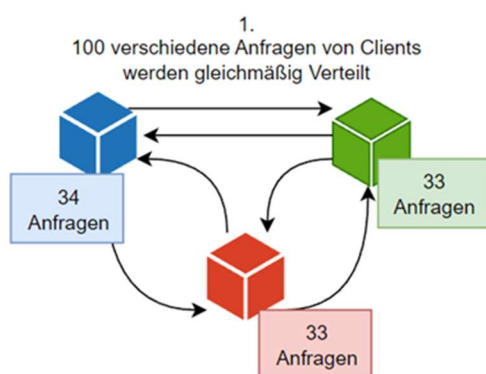 1.
100 verschiedene Anfragen von Clients
werden gleichmäßig Verteilt
34
Anfragen
33
Anfragen
33
Anfragen